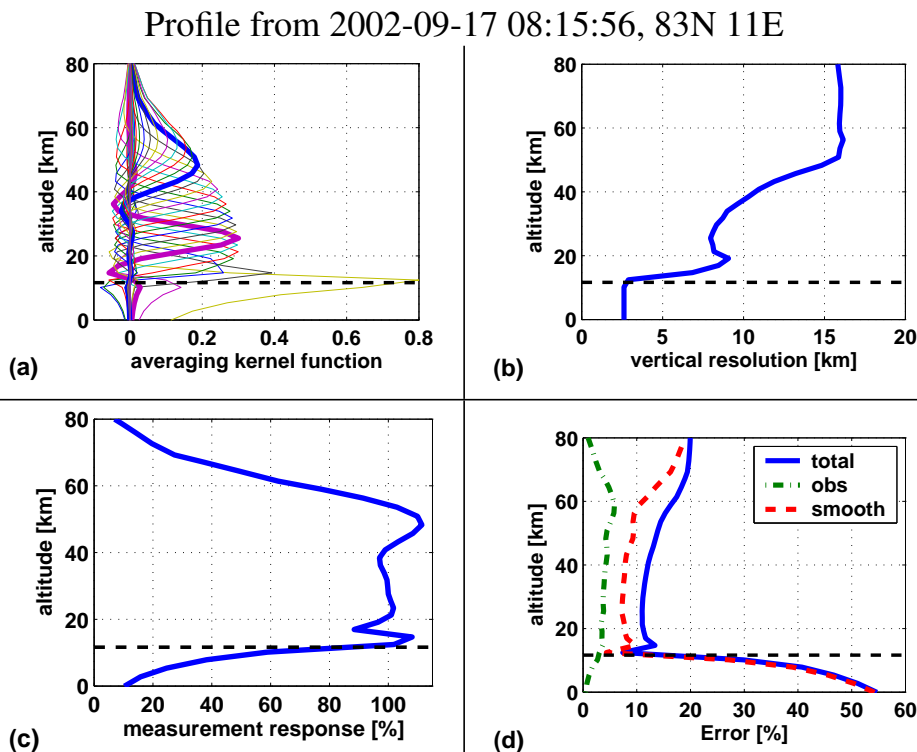 Profile from 2002-09-17 08:15:56, 83N 11E
80
60
40
20
0
altitude [km]
0
0.2
0.4
0.6
0.8
averaging kernel function
(a)
80
60
40
20
0
altitude [km]
0
5
10
15
20
vertical resolution [km]
(b)
80
60
40
20
0
altitude [km]
0
20
40
60
80
100
measurement response [%]
(c)
80
60
40
20
0
altitude [km]
total
obs
smooth
0
10
20
30
40
50
60
Error [%]
(d)